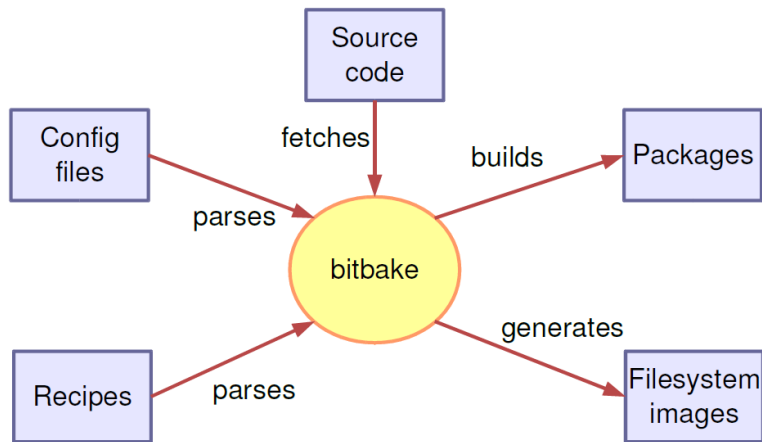 Source
code
Config
files
fetches
builds
Packages
parses
bitbake
generates
Recipes
parses
Filesystem
images